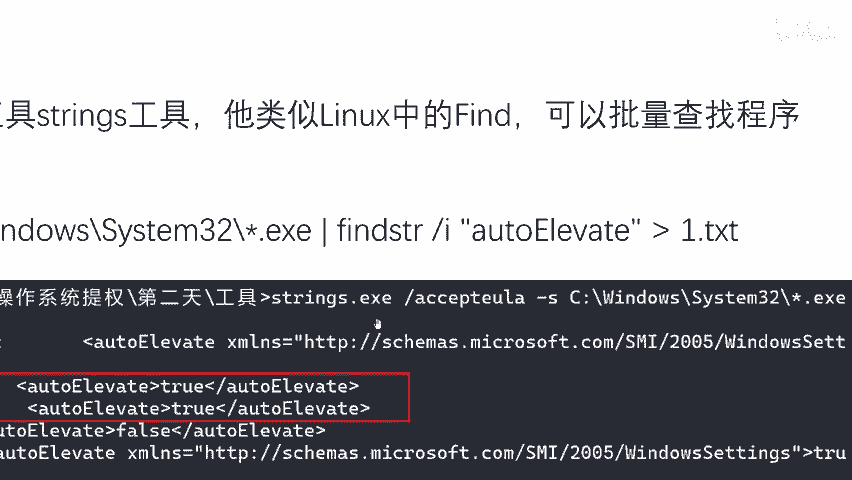 具strings工具，他类似Linux中的Find，可以批量查找程序
ndows\System32\*.exe | findstr /i "autoElevate" > 1.txt
操作系统提权\第二天\工具>strings.exe /accepteula -s C:\Windows\System32\*.exe
: <autoElevate xmlns="http://schemas.microsoft.com/SMI/2005/WindowsSett
<autoElevate>true</autoElevate>
<autoElevate>true</autoElevate>
utoElevate>false</autoElevate>
autoElevate xmlns="http://schemas.microsoft.com/SMI/2005/WindowsSettings">tru